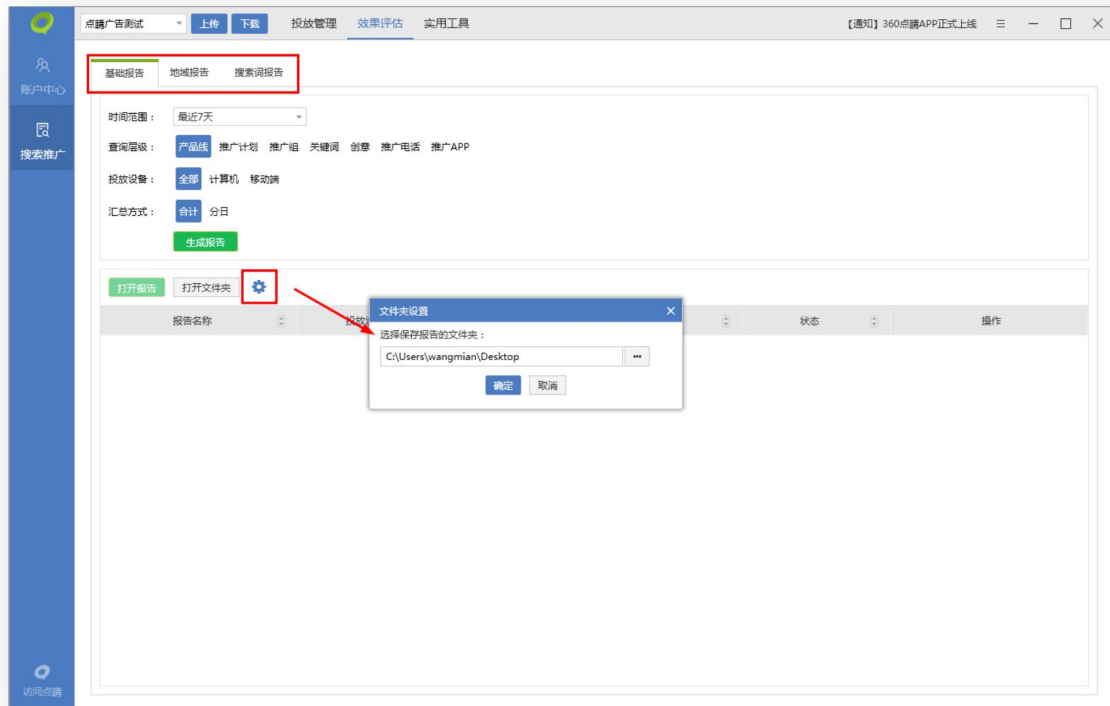 点睛广告测试 上传 下载 投放管理 效果评估 实用工具 【通知】360点睛APP正式上线
账户中心
搜索推广
基础报告 地域报告 搜索词报告
时间范围： 最近7天
查询层级： 产品线 推广计划 推广组 关键词 创意 推广电话 推广APP
投放设备： 全部 计算机 移动端
汇总方式： 合计 分日
生成报告
打开报告 打开文件夹
报告名称 投放 状态 操作
文件夹设置
选择保存报告的文件夹：
C:\Users\wangmian\Desktop ...
确定 取消
访问点睛